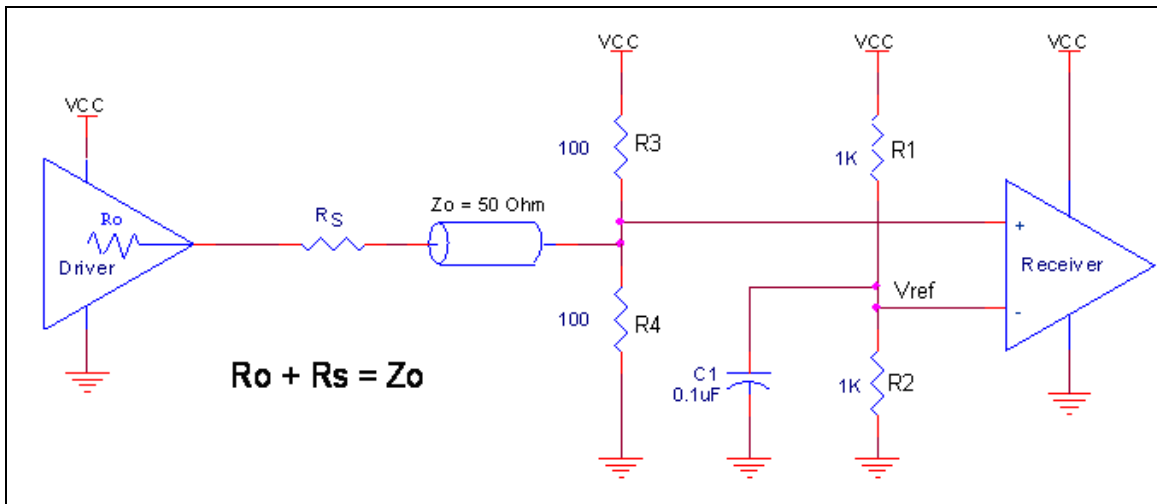 VCC
Ro
Driver
RS
Zo = 50 Ohm
VCC
100
R3
100
R4
VCC
1K
R1
Vref
C1
0.1uF
1K
R2
VCC
+
Receiver
-
Ro + Rs = Zo